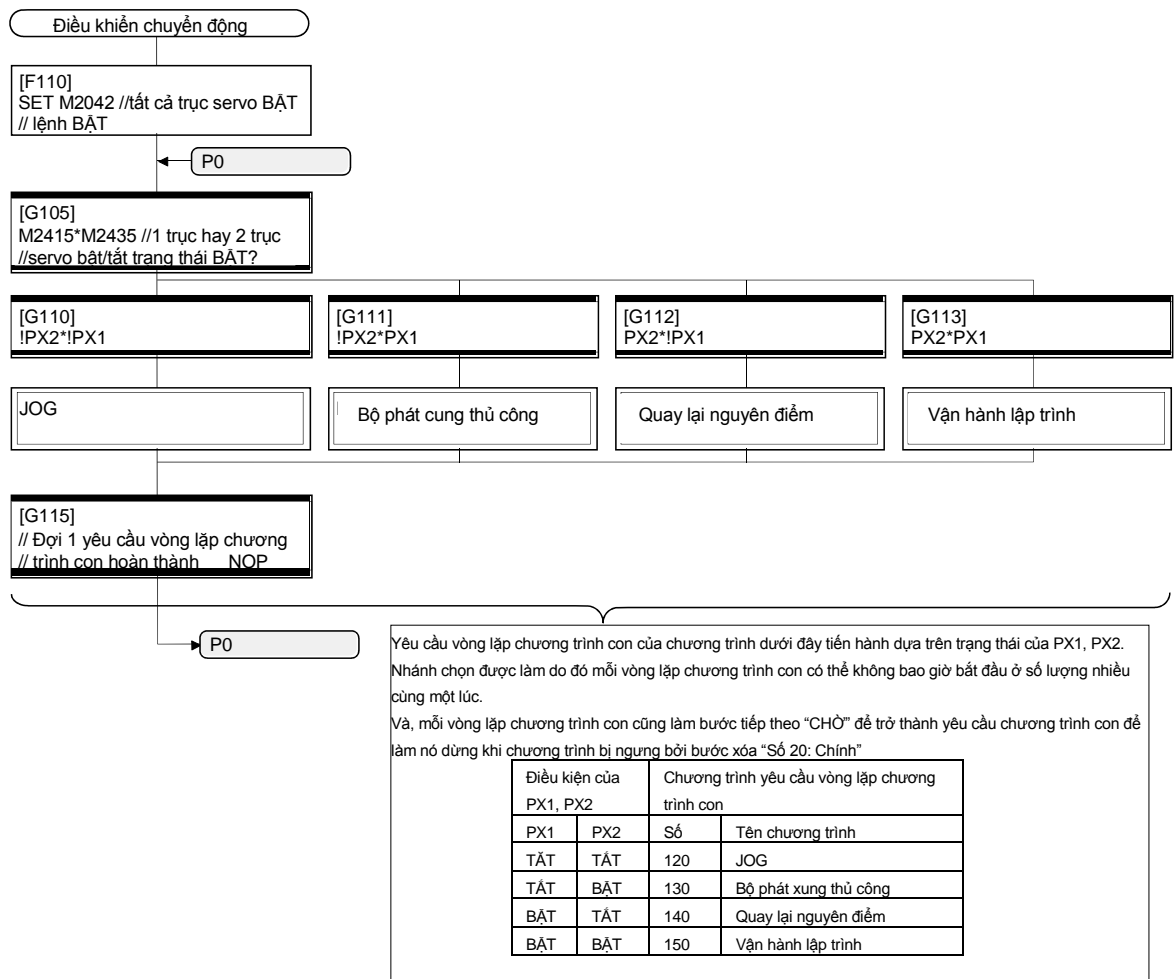 Điều khiển chuyển động
[F110]
SET M2042 //tất cả trục servo BẬT
// lệnh BẬT
P0
[G105]
M2415*M2435 //1 trục hay 2 trục
//servo bật/tắt trạng thái BẬT?
[G110]
!PX2*!PX1
[G111]
!PX2*PX1
[G112]
PX2*!PX1
[G113]
PX2*PX1
JOG
Bộ phát cung thủ công
Quay lại nguyên điểm
Vận hành lập trình
[G115]
// Đợi 1 yêu cầu vòng lặp chương
// trình con hoàn thành NOP
P0
Yêu cầu vòng lặp chương trình con của chương trình dưới đây tiến hành dựa trên trạng thái của PX1, PX2.
Nhánh chọn được làm do đó mỗi vòng lặp chương trình con có thể không bao giờ bắt đầu ở số lượng nhiều
cùng một lúc.
Và, mỗi vòng lặp chương trình con cũng làm bước tiếp theo “CHỜ” để trở thành yêu cầu chương trình con để
làm nó dừng khi chương trình bị ngưng bởi bước xóa “Số 20: Chính”
Điều kiện của Chương trình yêu cầu vòng lặp chương
PX1, PX2 trình con
PX1 PX2 Số Tên chương trình
TẮT TẮT 120 JOG
TẮT BẬT 130 Bộ phát xung thủ công
BẬT TẮT 140 Quay lại nguyên điểm
BẬT BẬT 150 Vận hành lập trình